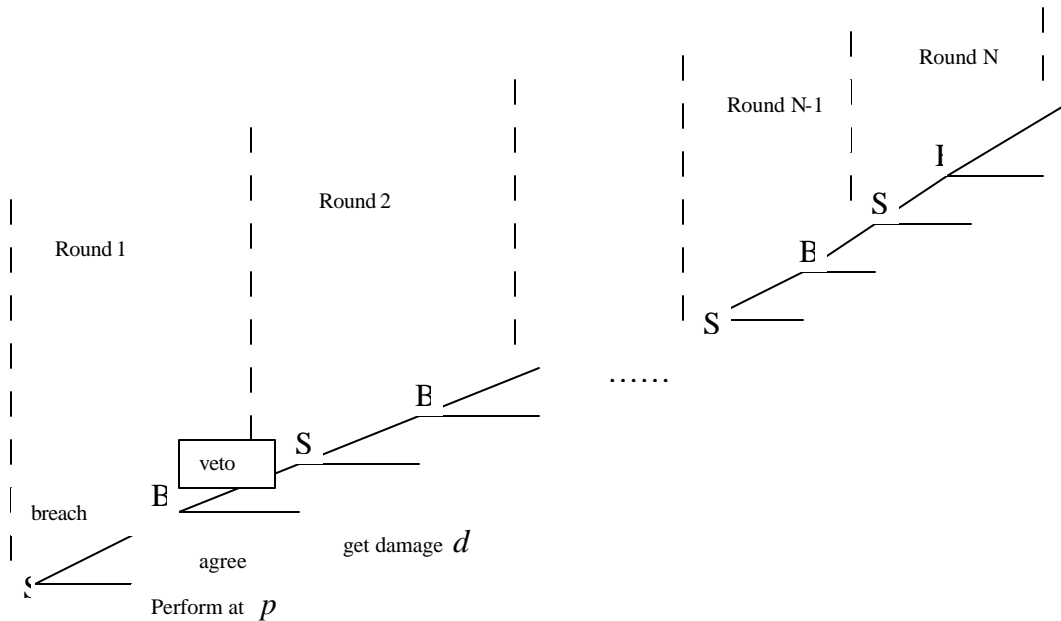 Round N
Round N-1
Round 2
Round 1
S
B
S
B
S
B
veto
S
B
breach
agree
get damage d
Perform at p